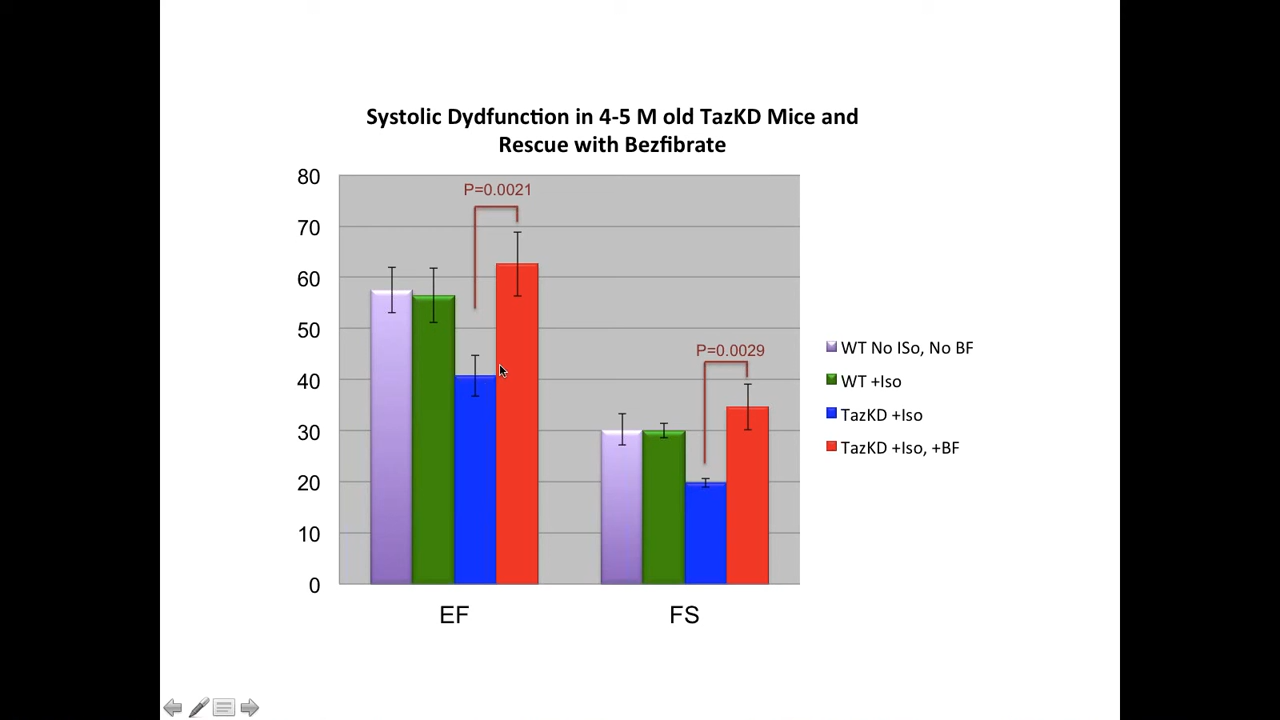 Systolic Dydfunction in 4-5 M old TazKD Mice and
Rescue with Bezfibrate
80
70
60
50
40
30
20
10
0
P=0.0021
P=0.0029
EF
FS
WT No ISo, No BF
WT +Iso
TazKD +Iso
TazKD +Iso, +BF